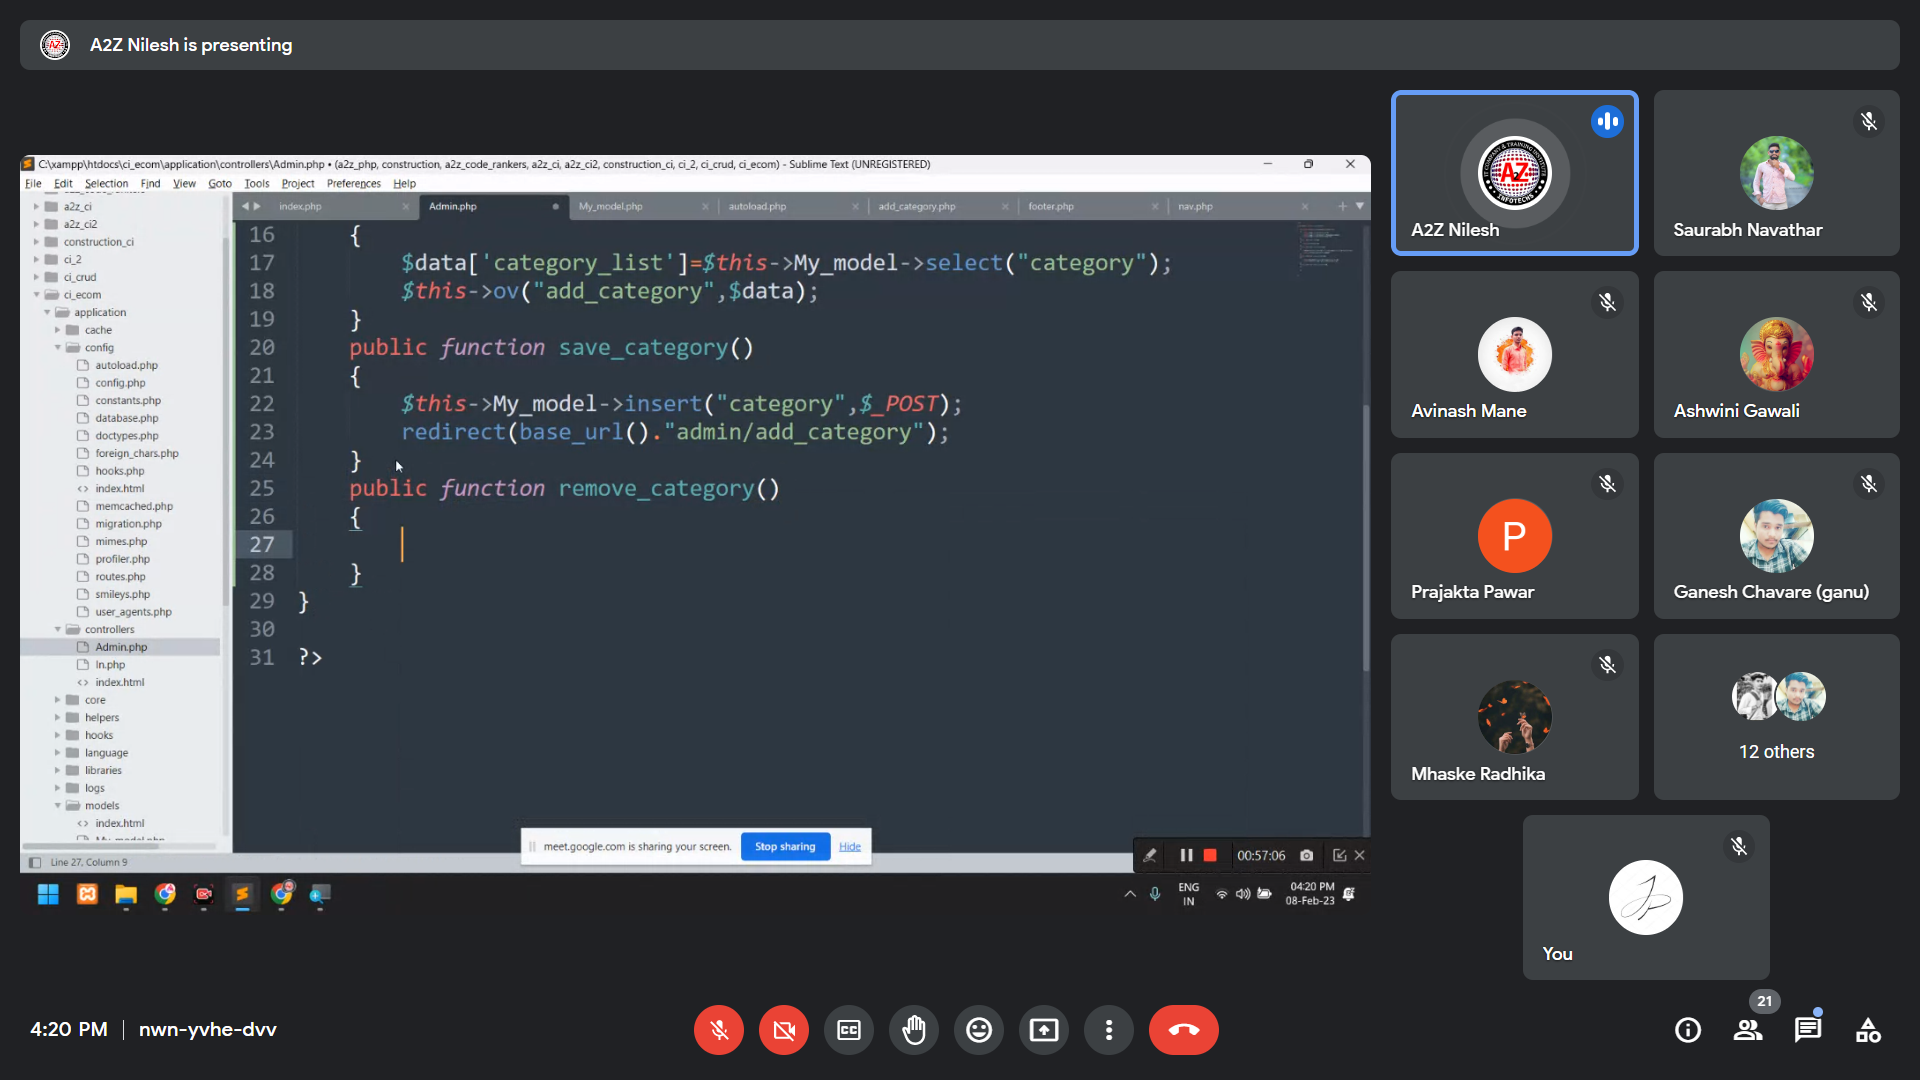 A2Z Nilesh is presenting
C:\xampp\htdocs\ci_ecom\application\controllers\Admin.php • (a2z_php, construction, a2z_code_rankers, a2z_ci, a2z_ci2, construction_ci, ci_2, ci_crud, ci_ecom) - Sublime Text (UNREGISTERED)
File Edit Selection Find View Goto Tools Project Preferences Help
a2z_ci
a2z_ci2
construction_ci
ci_2
ci_crud
ci_ecom
application
cache
config
autoload.php
config.php
constants.php
database.php
doctypes.php
foreign_chars.php
hooks.php
index.html
memcached.php
migration.php
mimes.php
profiler.php
routes.php
smileys.php
user_agents.php
controllers
Admin.php
In.php
index.html
core
helpers
hooks
language
libraries
logs
models
index.html
My_model.php
index.php Admin.php My_model.php autoload.php add_category.php footer.php nav.php
16 {
17 $data['category_list']=$this->My_model->select("category");
18 $this->ov("add_category",$data);
19 }
20 public function save_category()
21 {
22 $this->My_model->insert("category",$_POST);
23 redirect(base_url()."admin/add_category");
24 }
25 public function remove_category()
26 {
27
28 }
29 }
30
31 ?>
Line 27, Column 9
meet.google.com is sharing your screen. Stop sharing Hide
00:57:06
ENG
IN
04:20 PM
08-Feb-23
A2Z
INFOTECHS
A2Z Nilesh
Saurabh Navathar
Avinash Mane
Ashwini Gawali
P
Prajakta Pawar
Ganesh Chavare (ganu)
Mhaske Radhika
12 others
You
4:20 PM | nwn-yvhe-dvv
CC
21